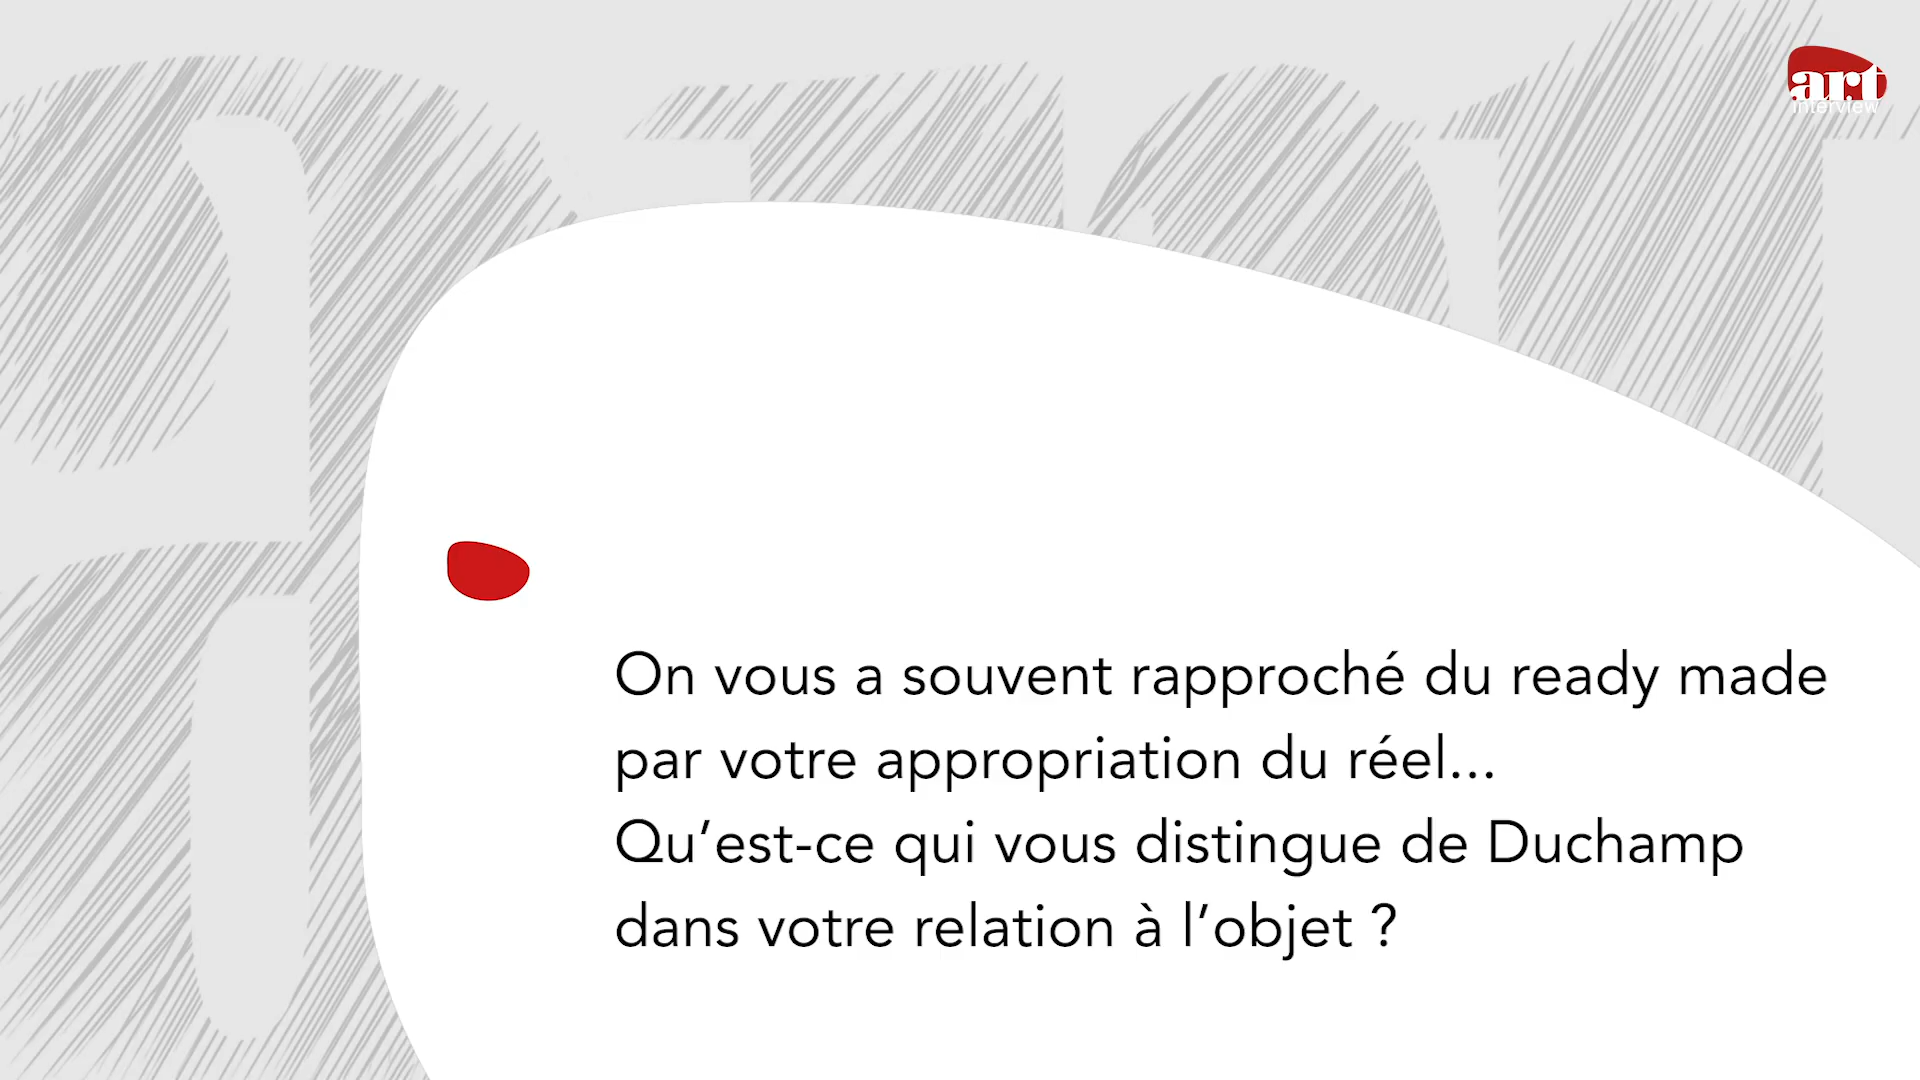 art
interview
On vous a souvent rapproché du ready made
par votre appropriation du réel...
Qu’est-ce qui vous distingue de Duchamp
dans votre relation à l’objet ?